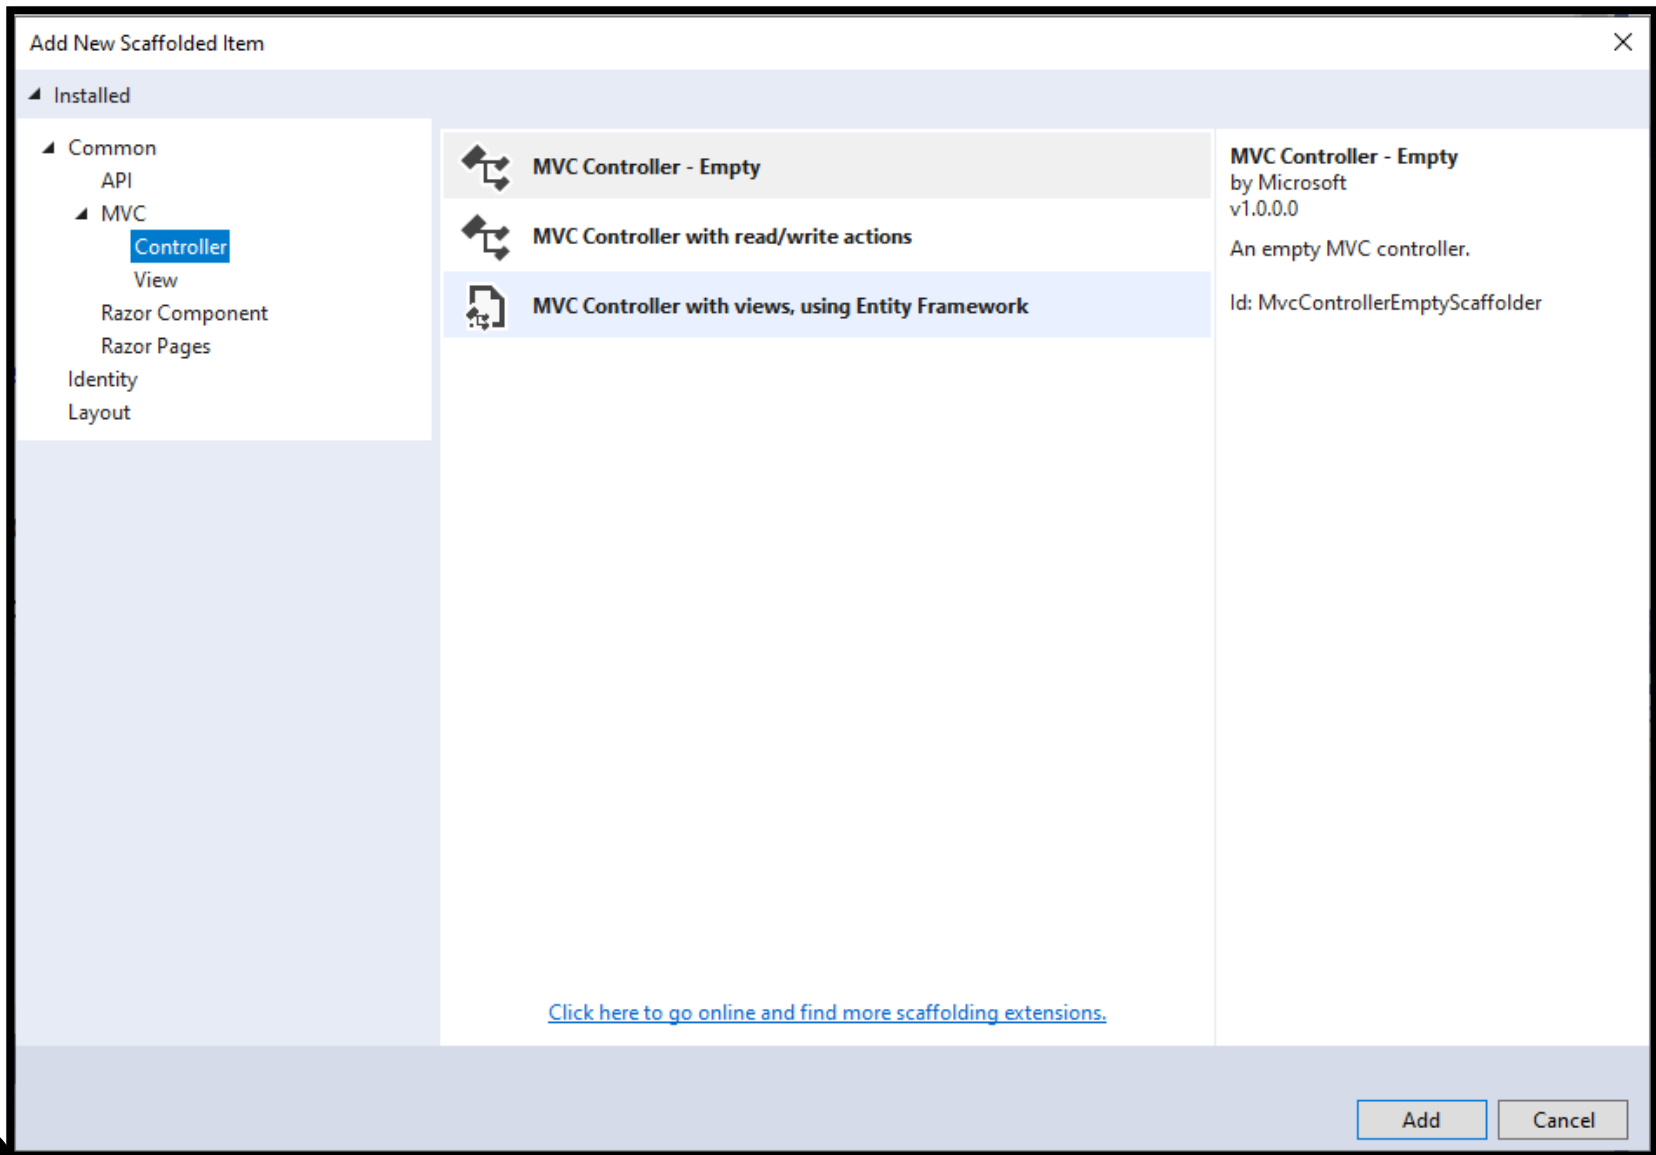 Add New Scaffolded Item
Installed
Common
API
MVC
Controller
View
Razor Component
Razor Pages
Identity
Layout
MVC Controller - Empty
MVC Controller with read/write actions
MVC Controller with views, using Entity Framework
Click here to go online and find more scaffolding extensions.
MVC Controller - Empty
by Microsoft
v1.0.0.0
An empty MVC controller.
Id: MvcControllerEmptyScaffolder
Add
Cancel